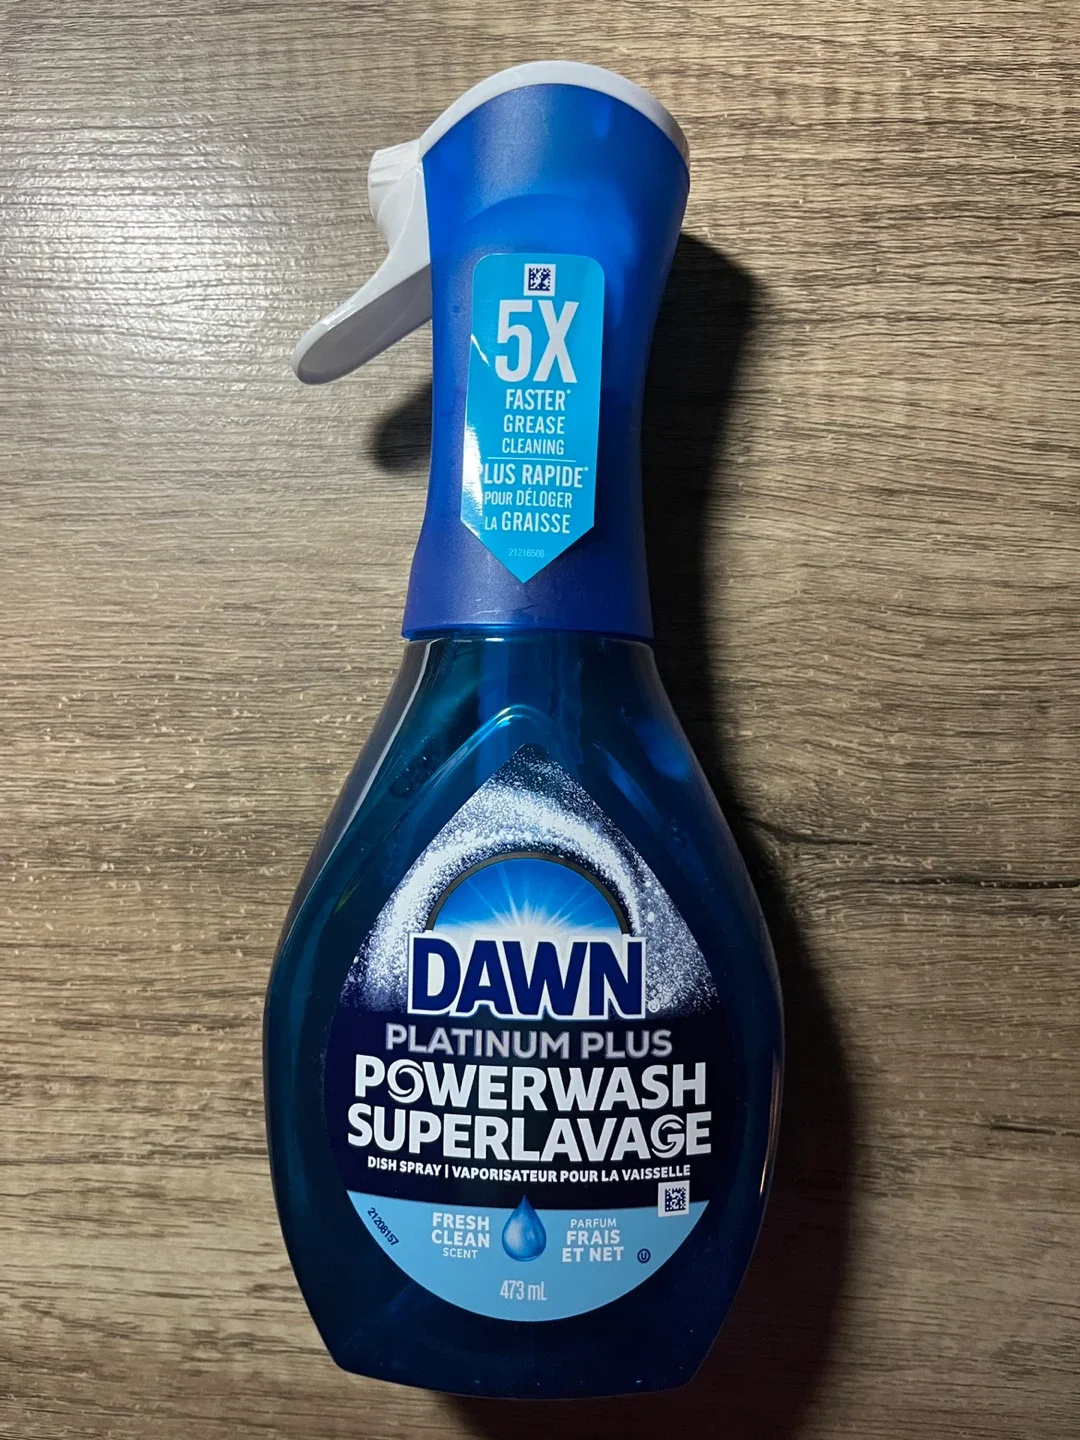 5X
FASTER*
GREASE
CLEANING
PLUS RAPIDE*
POUR DÉLOGER
LA GRAISSE
21216508
DAWN®
PLATINUM PLUS
POWERWASH
SUPERLAVAGE
DISH SPRAY | VAPORISATEUR POUR LA VAISSELLE
21208157
FRESH
CLEAN
SCENT
PARFUM
FRAIS
ET NET
U
473 mL